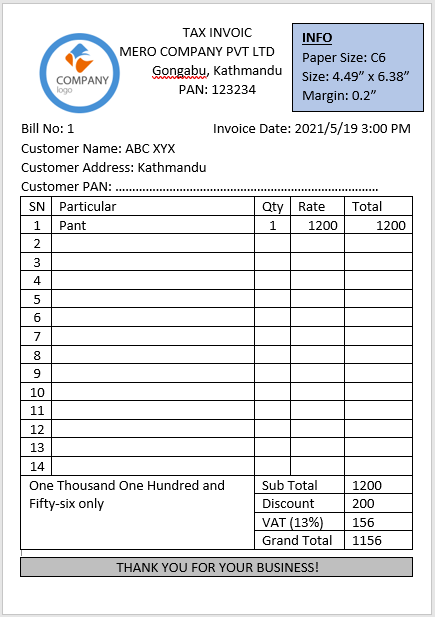 TAX INVOIC
MERO COMPANY PVT LTD
Gongabu, Kathmandu
PAN: 123234
COMPANY
logo
INFO
Paper Size: C6
Size: 4.49” x 6.38”
Margin: 0.2”
Bill No: 1 Invoice Date: 2021/5/19 3:00 PM
Customer Name: ABC XYX
Customer Address: Kathmandu
Customer PAN: ..............................................................................
SN Particular Qty Rate Total
1 Pant 1 1200 1200
2
3
4
5
6
7
8
9
10
11
12
13
14
One Thousand One Hundred and Sub Total 1200
Fifty-six only Discount 200
VAT (13%) 156
Grand Total 1156
THANK YOU FOR YOUR BUSINESS!